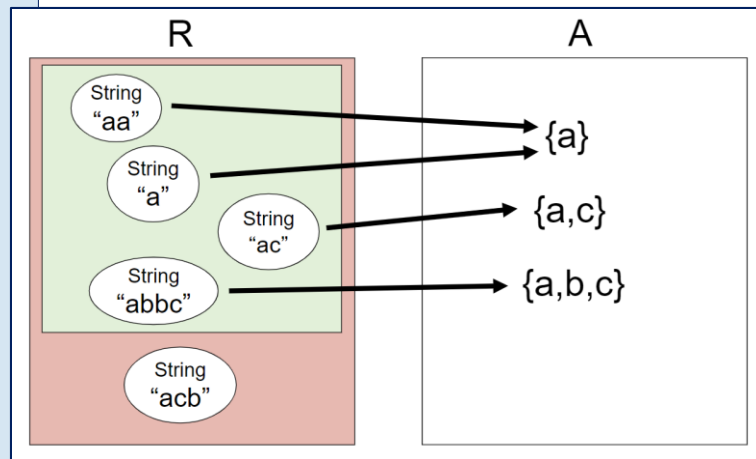 R
A
String
“aa”
{a}
String
“a”
{a,c}
String
“ac”
String
“abbc”
{a,b,c}
String
“acb”